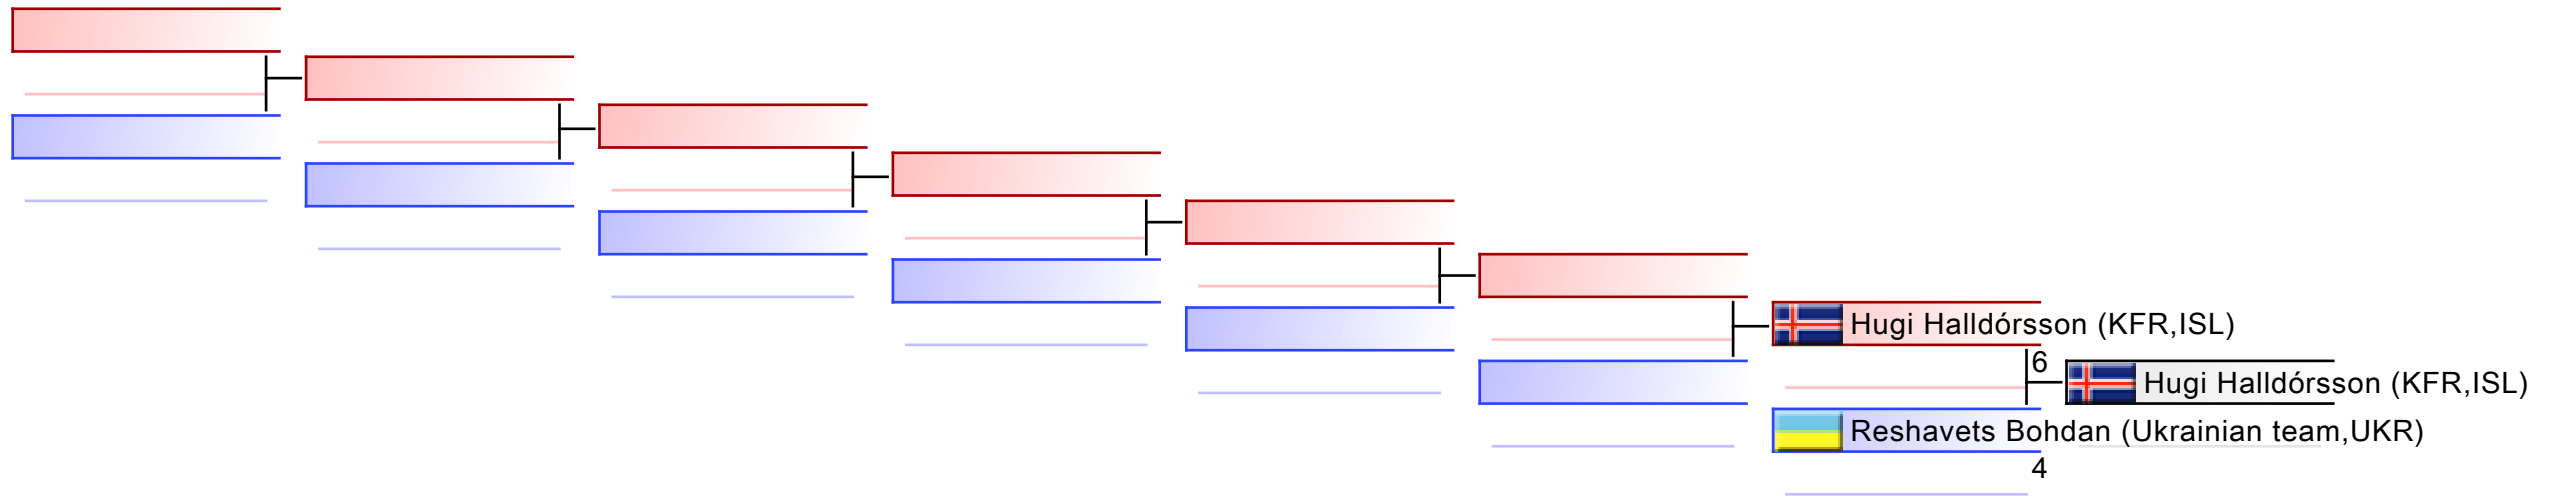 Hugi Halldórsson (KFR,ISL)
6
Hugi Halldórsson (KFR,ISL)
Reshavets Bohdan (Ukrainian team,UKR)
4